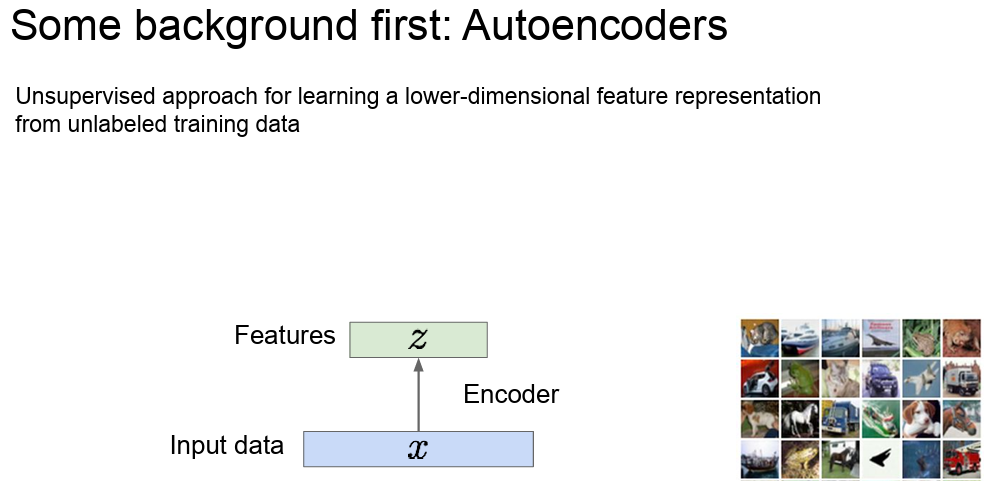 Some background first: Autoencoders
Unsupervised approach for learning a lower-dimensional feature representation
from unlabeled training data
Features
z
Encoder
Input data
x